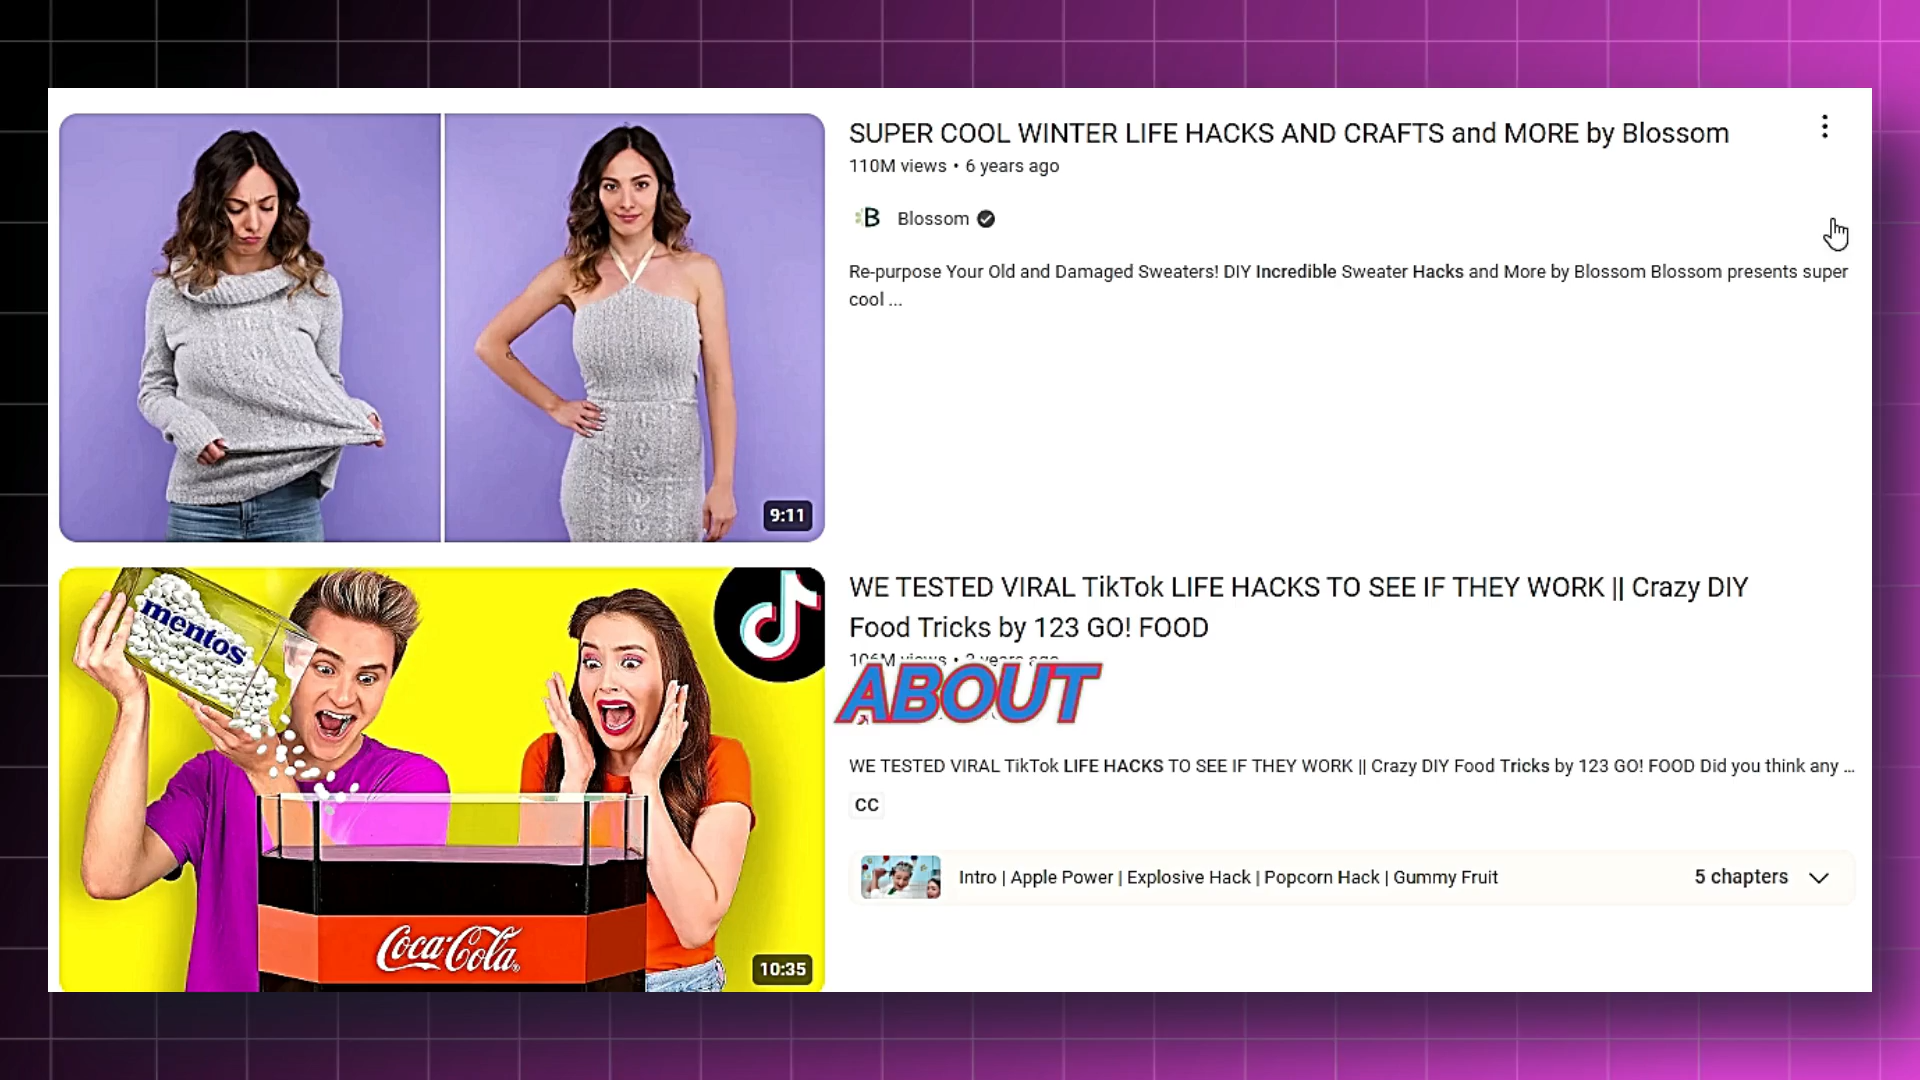 SUPER COOL WINTER LIFE HACKS AND CRAFTS and MORE by Blossom
110M views • 6 years ago
B
Blossom
Re-purpose Your Old and Damaged Sweaters! DIY Incredible Sweater Hacks and More by Blossom Blossom presents super
cool ...
9:11
mentos
WE TESTED VIRAL TikTok LIFE HACKS TO SEE IF THEY WORK || Crazy DIY
Food Tricks by 123 GO! FOOD
106M views •
ABOUT
WE TESTED VIRAL TikTok LIFE HACKS TO SEE IF THEY WORK || Crazy DIY Food Tricks by 123 GO! FOOD Did you think any ...
CC
Intro | Apple Power | Explosive Hack | Popcorn Hack | Gummy Fruit
5 chapters
Coca-Cola
10:35